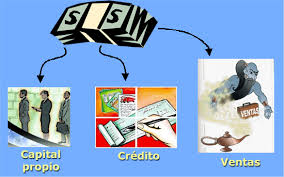 $ $
VENTAS
Capital
propio
Crédito
Ventas